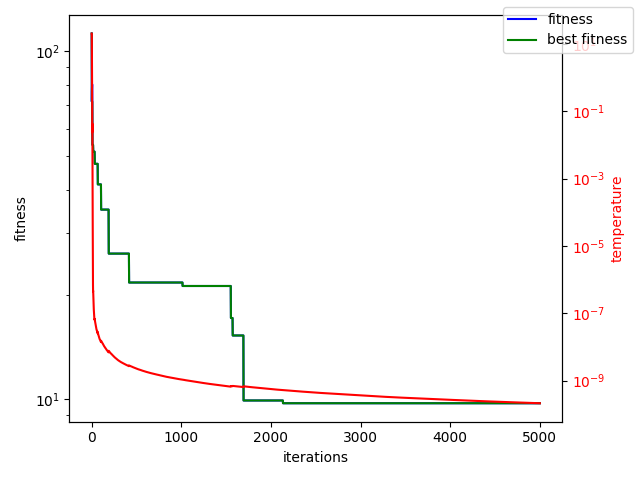 fitness
best fitness
10²
10¹
fitness
10⁻¹
10⁻³
10⁻⁵
10⁻⁷
10⁻⁹
temperature
0
1000
2000
3000
4000
5000
iterations